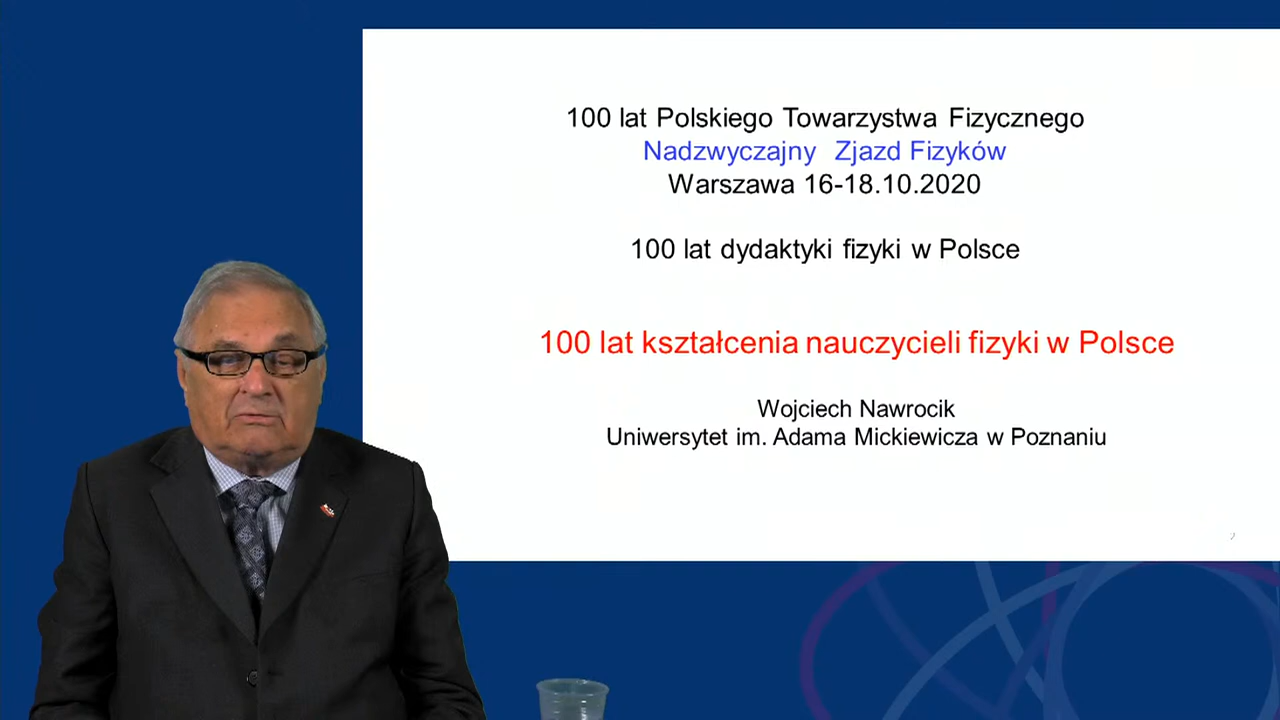 100 lat Polskiego Towarzystwa Fizycznego
Nadzwyczajny Zjazd Fizyków
Warszawa 16-18.10.2020
100 lat dydaktyki fizyki w Polsce
100 lat kształcenia nauczycieli fizyki w Polsce
Wojciech Nawrocik
Uniwersytet im. Adama Mickiewicza w Poznaniu